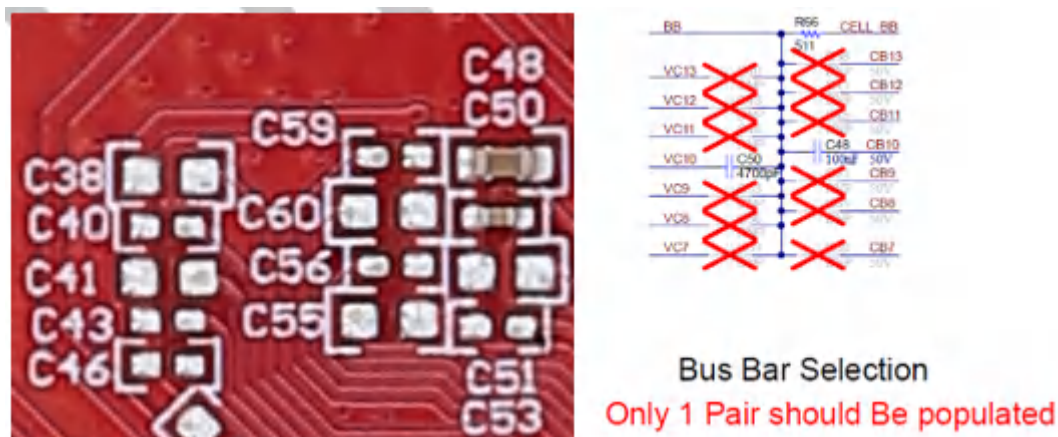 C48
C50
C59
C38
C40
C60
C41
C56
C43
C55
C46
C51
C53
BB
R66
511
CELL_BB
VC13
CB13
VC12
CB12
VC11
CB11
VC10
C50
4700pF
C48
100nF
CB10
50V
VC9
CB9
CB8
VC7
CB7
Bus Bar Selection
Only 1 Pair should Be populated